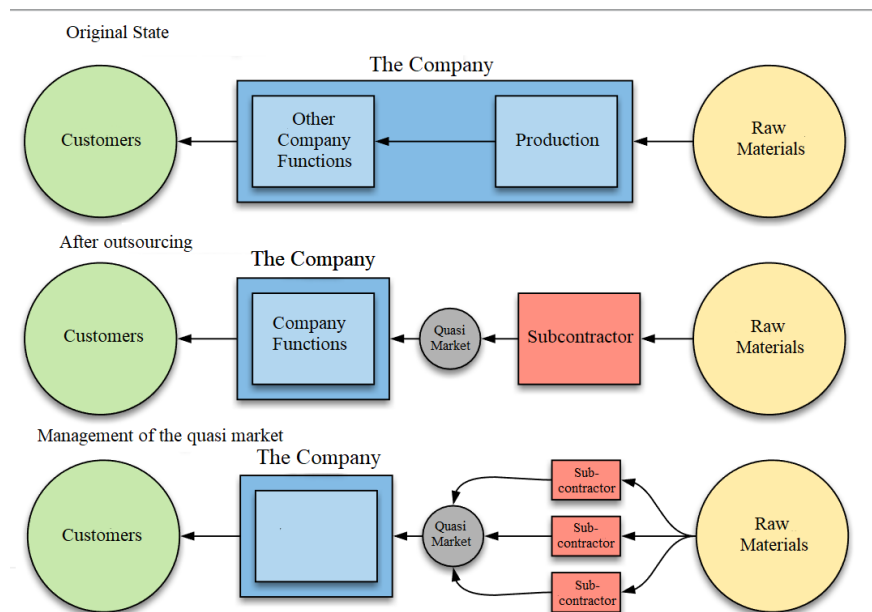 Original State
The Company
Customers
Other
Company
Functions
Production
Raw
Materials
After outsourcing
The Company
Customers
Company
Functions
Quasi
Market
Subcontractor
Raw
Materials
Management of the quasi market
The Company
Customers
Quasi
Market
Sub-
contractor
Sub-
contractor
Sub-
contractor
Raw
Materials